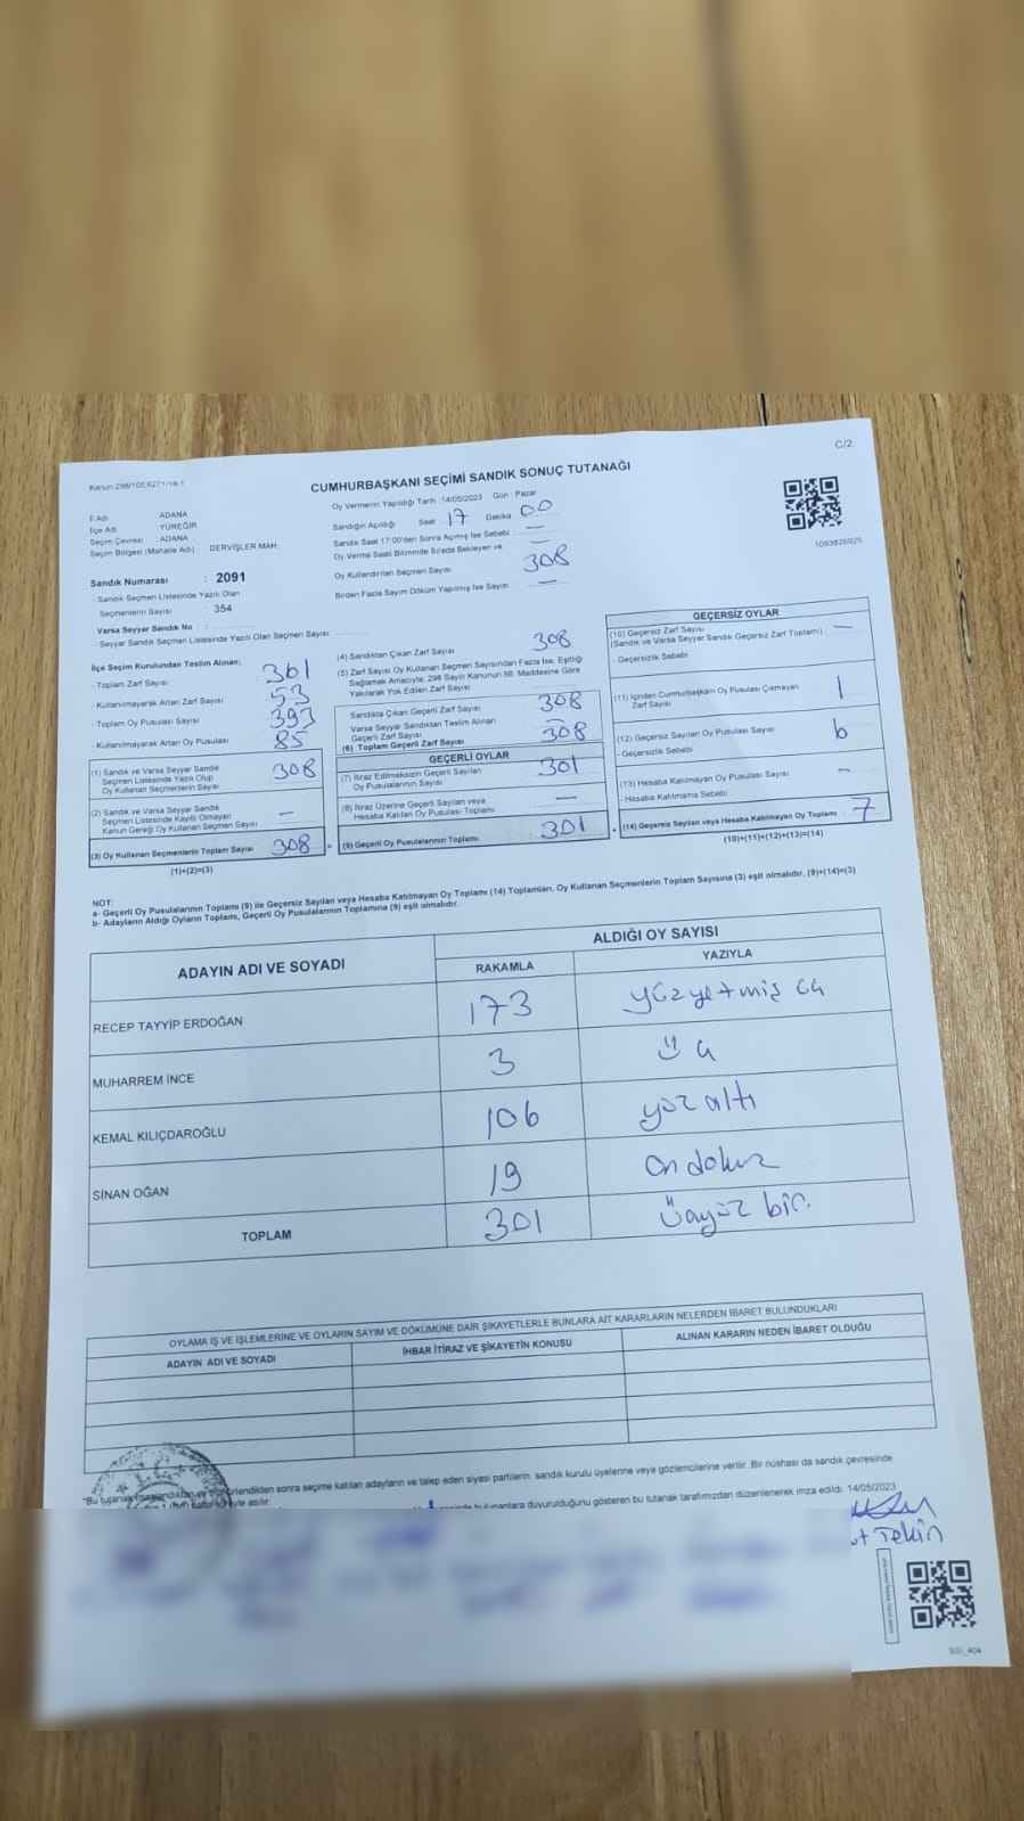 C/2
CUMHURBAŞKANI SEÇİMİ SANDIK SONUÇ TUTANAĞI
İl Adı : ADANA
İlçe Adı : YÜREĞİR
Seçim Çevresi : ADANA
Seçim Bölgesi (Mahalle Adı) : DERVİŞLER MAH.
Sandık Numarası : 2091
Sandık Seçmen Listesinde Yazılı Olan
Seçmenlerin Sayısı 354
Varsa Seyyar Sandık No :
- Seyyar Sandık Seçmen Listesinde Yazılı Olan Seçmen Sayısı
Oy Vermenin Yapıldığı Tarih : 14/05/2023 Gün : Pazar
Sandığın Açıldığı Saat 17 Dakika 00
Sandık Saat 17:00'den Sonra Açılmış İse Sebebi : —
Oy Verme Saati Bitiminde Sırada Bekleyen ve —
Oy Kullandırılan Seçmen Sayısı 308
Birden Fazla Sayım Döküm Yapılmış İse Sayısı —
İlçe Seçim Kurulundan Teslim Alınan:
- Toplam Zarf Sayısı 361
- Kullanılmayarak Artan Zarf Sayısı 53
- Toplam Oy Pusulası Sayısı 393
- Kullanılmayarak Artan Oy Pusulası 85
(1) Sandık ve Varsa Seyyar Sandık
Seçmen Listesinde Yazılı Olup
Oy Kullanan Seçmenlerin Sayısı 308
(2) Sandık ve Varsa Seyyar Sandık
Seçmen Listesinde Kayıtlı Olmayan
Kanun Gereği Oy Kullanan Seçmen Sayısı —
(3) Oy Kullanan Seçmenlerin Toplam Sayısı 308
(1)+(2)=(3)
(4) Sandıktan Çıkan Zarf Sayısı 308
(5) Zarf Sayısı Oy Kullanan Seçmen Sayısından Fazla İse, Eşitliği
Sağlamak Amacıyla, 298 Sayılı Kanunun 98. Maddesine Göre
Yakılarak Yok Edilen Zarf Sayısı —
Sandıkta Çıkan Geçerli Zarf Sayısı 308
Varsa Seyyar Sandıktan Teslim Alınan
Geçerli Zarf Sayısı —
(6) Toplam Geçerli Zarf Sayısı 308
GEÇERLİ OYLAR
(7) İtiraz Edilmeksizin Geçerli Sayılan
Oy Pusulalarının Sayısı 301
(8) İtiraz Üzerine Geçerli Sayılan veya
Hesaba Katılan Oy Pusulası Toplamı —
(9) Geçerli Oy Pusulalarının Toplamı 301
GEÇERSİZ OYLAR
(10) Geçersiz Zarf Sayısı
(Sandık ve Varsa Seyyar Sandık Geçersiz Zarf Toplamı) —
- Geçersizlik Sebebi
(11) İçinden Cumhurbaşkanı Oy Pusulası Çıkmayan
Zarf Sayısı 1
(12) Geçersiz Sayılan Oy Pusulası Sayısı 6
- Geçersizlik Sebebi
(13) Hesaba Katılmayan Oy Pusulası Sayısı —
- Hesaba Katılmama Sebebi
(14) Geçersiz Sayılan veya Hesaba Katılmayan Oy Toplamı 7
(10)+(11)+(12)+(13)=(14)
NOT:
a- Geçerli Oy Pusulalarının Toplamı (9) ile Geçersiz Sayılan veya Hesaba Katılmayan Oy Toplamı (14) Toplamları, Oy Kullanan Seçmenlerin Toplam Sayısına (3) eşit olmalıdır. (9)+(14)=(3)
b- Adayların Aldığı Oyların Toplamı, Geçerli Oy Pusulalarının Toplamına (9) eşit olmalıdır.
ADAYIN ADI VE SOYADI ALDIĞI OY SAYISI
RAKAMLA YAZIYLA
RECEP TAYYİP ERDOĞAN 173 yüzyetmiş üç
MUHARREM İNCE 3 üç
KEMAL KILIÇDAROĞLU 106 yüz altı
SİNAN OĞAN 19 on dokuz
TOPLAM 301 üçyüz bir.
OYLAMA İŞ VE İŞLEMLERİNE VE OYLARIN SAYIM VE DÖKÜMÜNE DAİR ŞİKAYETLERLE BUNLARA AİT KARARLARIN NELERDEN İBARET BULUNDUKLARI
ADAYIN ADI VE SOYADI İHBAR İTİRAZ VE ŞİKAYETİN KONUSU ALINAN KARARIN NEDEN İBARET OLDUĞU
sonra seçime katılan adayların ve talep eden siyasi partilerin, sandık kurulu üyelerine veya gözlemcilerine verilir. Bir nüshası da sandık çevresinde
duyurulduğunu gösteren bu tutanak tarafımızdan düzenlenerek imza edildi. 14/05/2023
Tekin